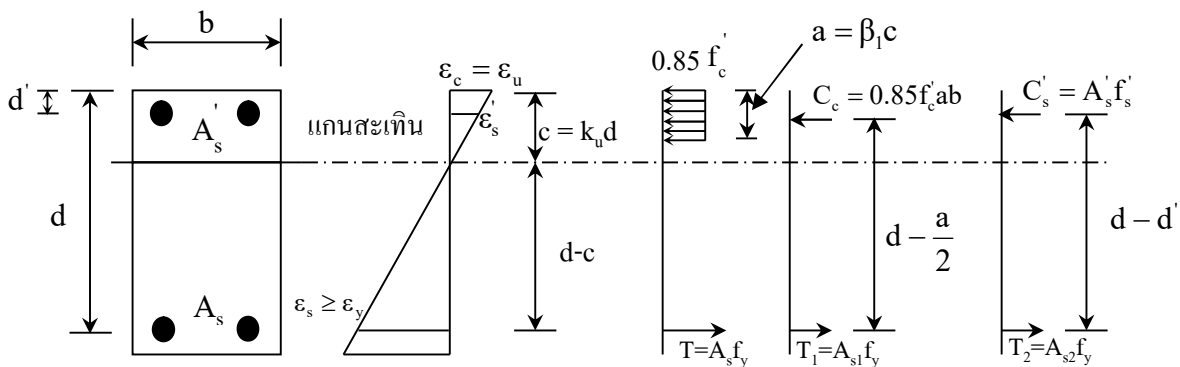 b
d'
A's
d
As
แกนสะเทิน
εc = εu
ε's
c = kud
d-c
εs ≥ εy
0.85 f'c
a = β1c
T=Asfy
Cc = 0.85f'cab
d − a/2
T1=As1fy
C's = A'sf's
d − d'
T2=As2fy